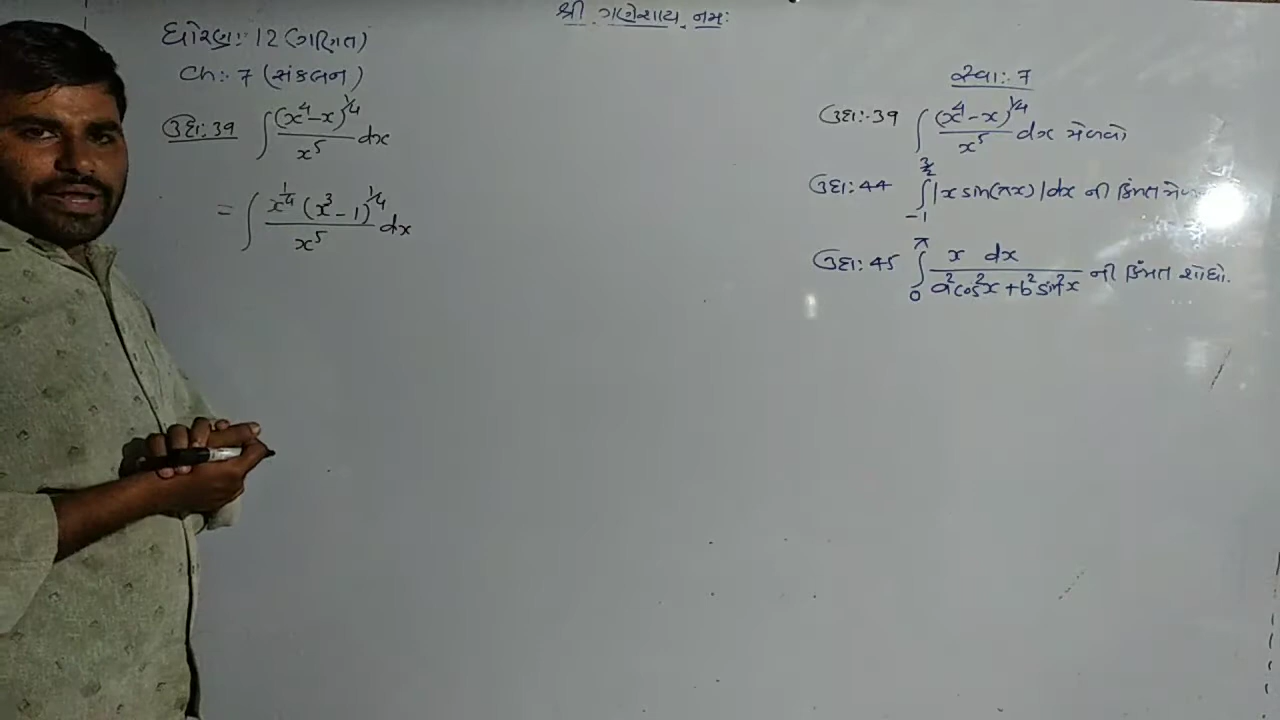 શ્રી ગણેશાય નમઃ
ધોરણ: 12 (ગણિત)
Ch:- 7 (સંકલન)
ઉદા: 39 ∫ (x⁴-x)^1/4 / x⁵ dx
= ∫ x^1/4 (x³-1)^1/4 / x⁵ dx
સ્વા: 7
ઉદા:-39 ∫ (x⁴-x)^1/4 / x⁵ dx મેળવો
ઉદા: 44 ∫_-1^3/2 |x sin(πx)| dx ની કિંમત
ઉદા: 45 ∫_0^π x dx / a²cos²x + b²sin²x ની કિંમત શોધો.